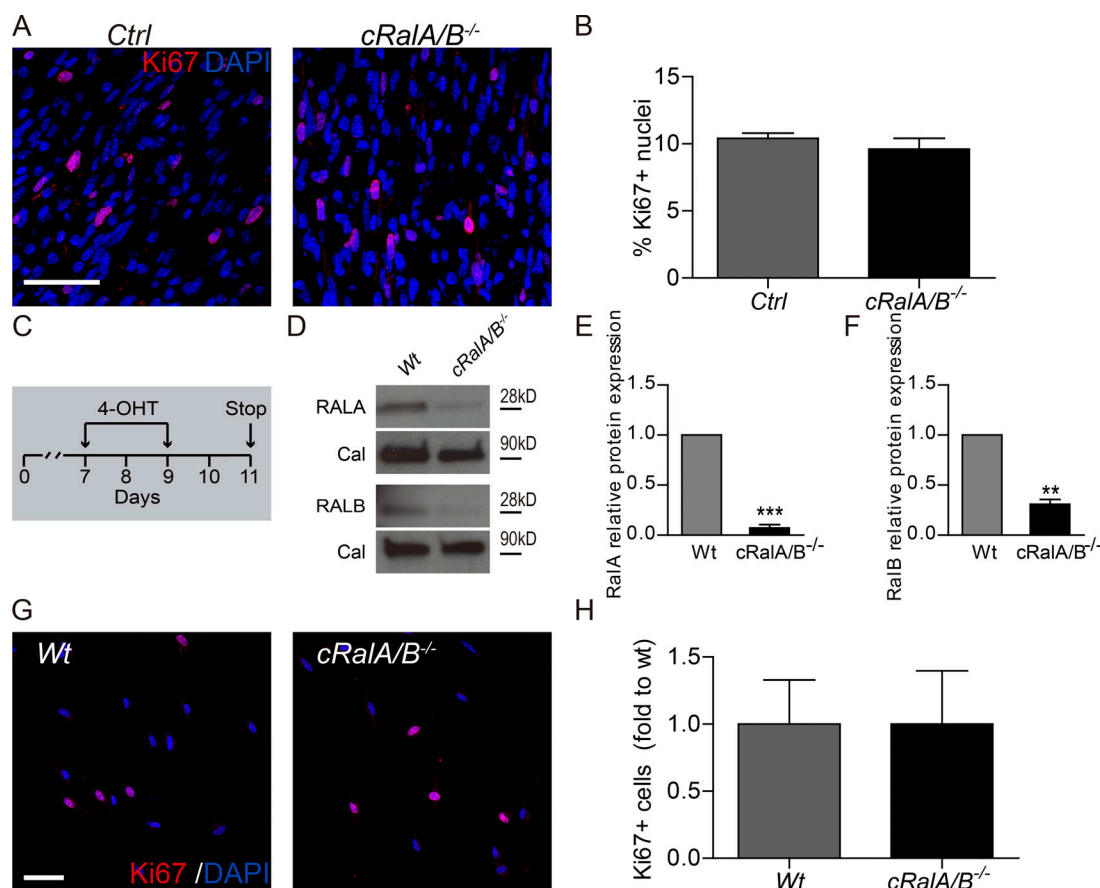 A
Ctrl
cRalA/B-/-
Ki67 DAPI
B
% Ki67+ nuclei
15
10
5
0
Ctrl
cRalA/B-/-
C
4-OHT
Stop
0
7
8
9
10
11
Days
D
Wt
cRalA/B-/-
RALA
28kD
Cal
90kD
RALB
28kD
Cal
90kD
E
RalA relative protein expression
1.5
1.0
0.5
0.0
***
Wt
cRalA/B-/-
F
RalB relative protein expression
1.5
1.0
0.5
0.0
**
Wt
cRalA/B-/-
G
Wt
cRalA/B-/-
Ki67 /DAPI
H
Ki67+ cells (fold to wt)
1.5
1.0
0.5
0.0
Wt
cRalA/B-/-